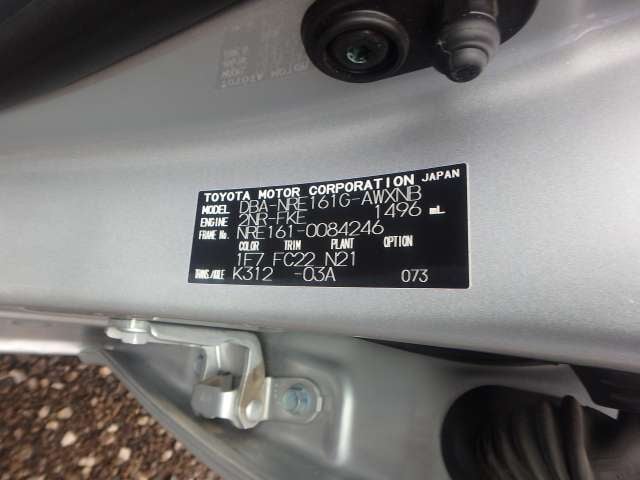 TOYOTA MOTOR CORPORATION JAPAN
MODEL DBA-NRE161G-AWXNB
ENGINE 2NR-FKE 1496 mL
FRAME No. NRE161-0084246
COLOR TRIM PLANT OPTION
1F7 FC22 N21
TRANS./AXLE K312 -03A 073